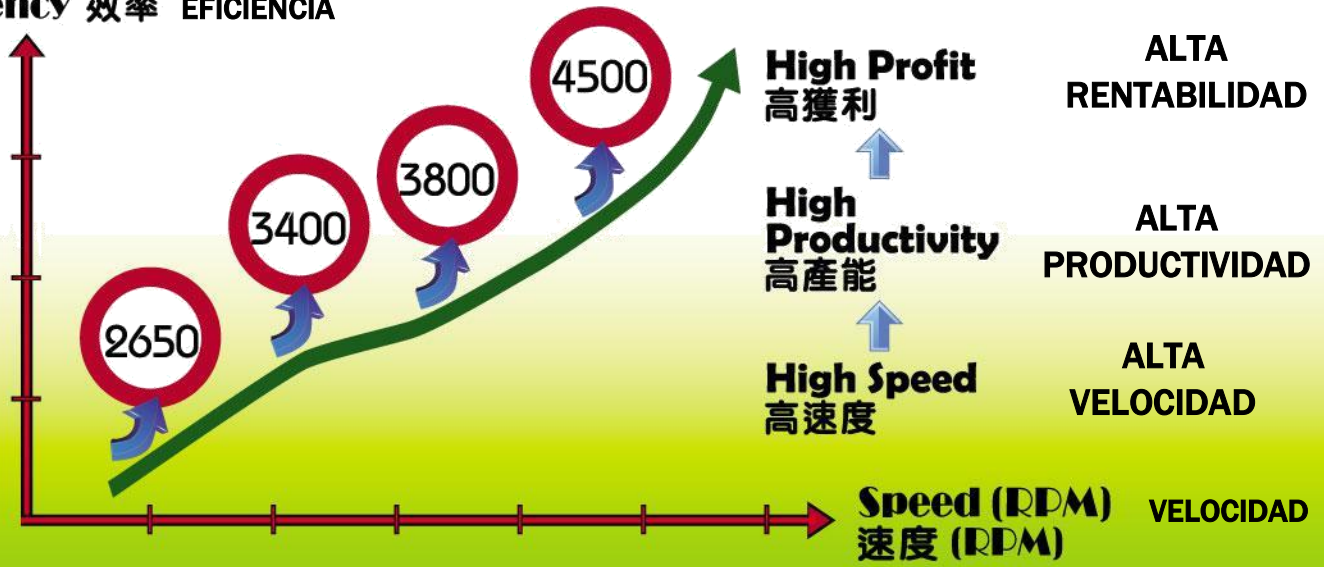 效率 EFICIENCIA
4500
3800
3400
2650
High Profit
高獲利
ALTA
RENTABILIDAD
High
Productivity
高產能
ALTA
PRODUCTIVIDAD
High Speed
高速度
ALTA
VELOCIDAD
Speed (RPM) VELOCIDAD
速度 (RPM)